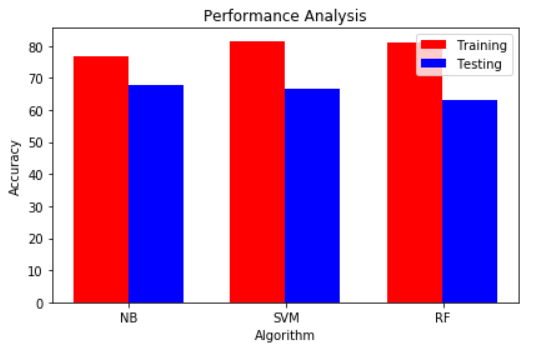 Performance Analysis
Training
Testing
Accuracy
80
70
60
50
40
30
20
10
0
NB SVM RF
Algorithm